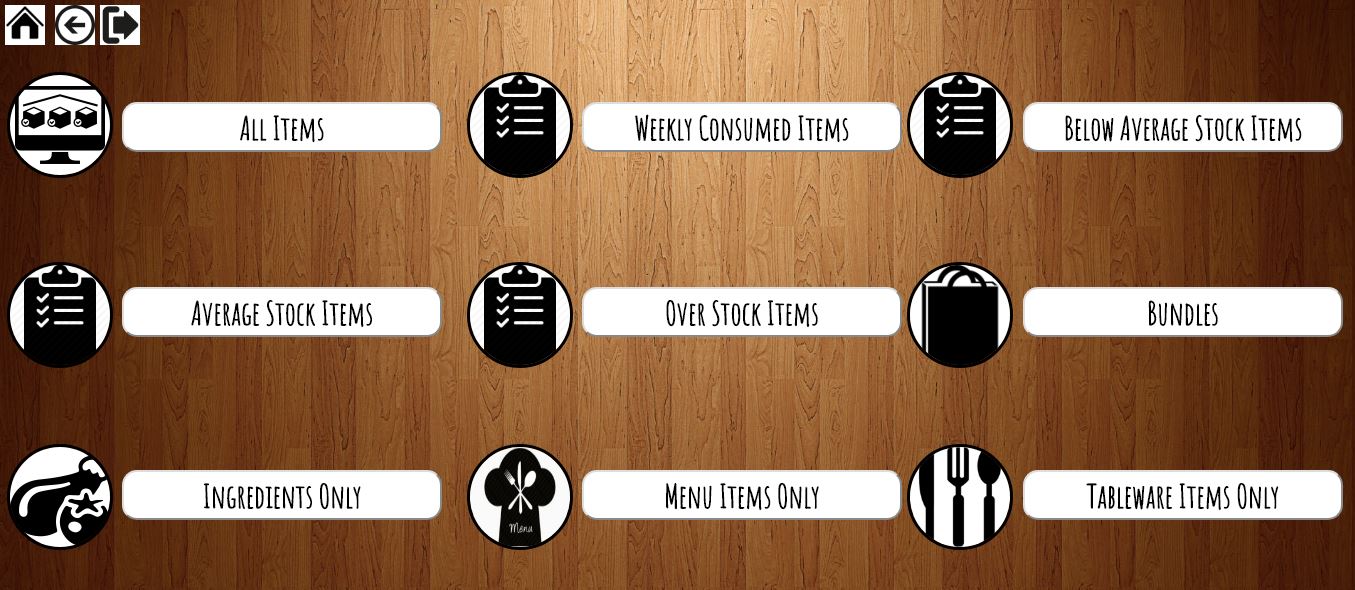 All Items
Weekly Consumed Items
Below Average Stock Items
Average Stock Items
Over Stock Items
Bundles
Ingredients Only
Menu
Menu Items Only
Tableware Items Only